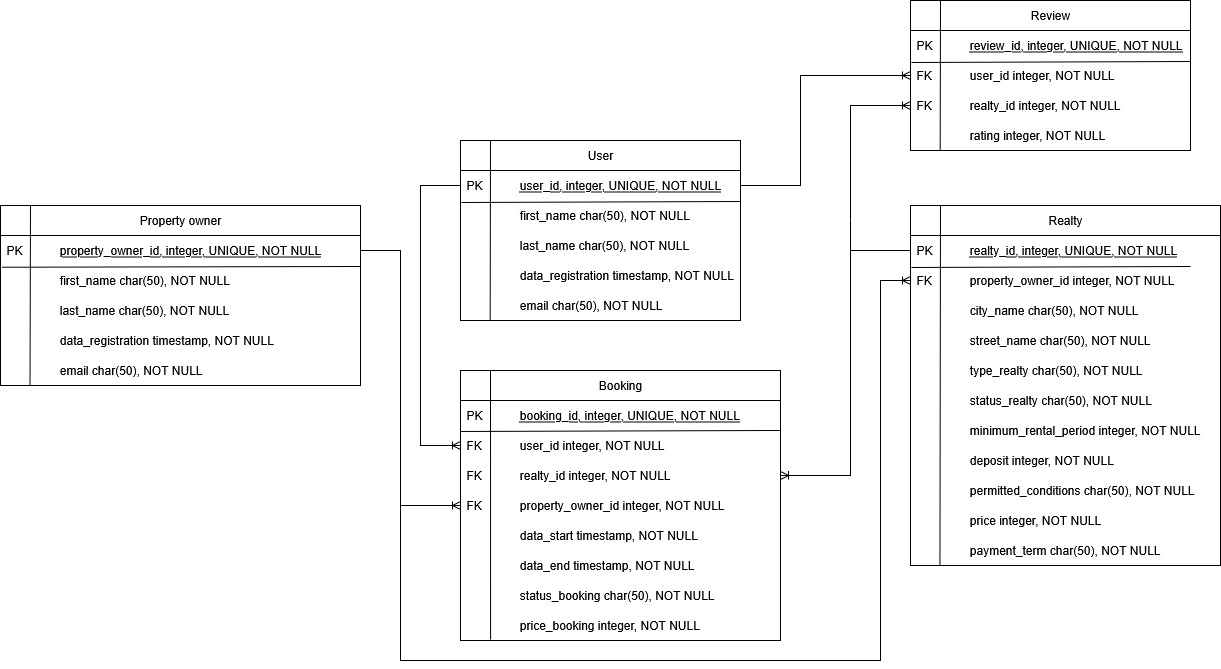 Review
PK review_id, integer, UNIQUE, NOT NULL
FK user_id integer, NOT NULL
FK realty_id integer, NOT NULL
rating integer, NOT NULL
User
PK user_id, integer, UNIQUE, NOT NULL
first_name char(50), NOT NULL
last_name char(50), NOT NULL
data_registration timestamp, NOT NULL
email char(50), NOT NULL
Property owner
PK property_owner_id, integer, UNIQUE, NOT NULL
first_name char(50), NOT NULL
last_name char(50), NOT NULL
data_registration timestamp, NOT NULL
email char(50), NOT NULL
Realty
PK realty_id, integer, UNIQUE, NOT NULL
FK property_owner_id integer, NOT NULL
city_name char(50), NOT NULL
street_name char(50), NOT NULL
type_realty char(50), NOT NULL
status_realty char(50), NOT NULL
minimum_rental_period integer, NOT NULL
deposit integer, NOT NULL
permitted_conditions char(50), NOT NULL
price integer, NOT NULL
payment_term char(50), NOT NULL
Booking
PK booking_id, integer, UNIQUE, NOT NULL
FK user_id integer, NOT NULL
FK realty_id integer, NOT NULL
FK property_owner_id integer, NOT NULL
data_start timestamp, NOT NULL
data_end timestamp, NOT NULL
status_booking char(50), NOT NULL
price_booking integer, NOT NULL